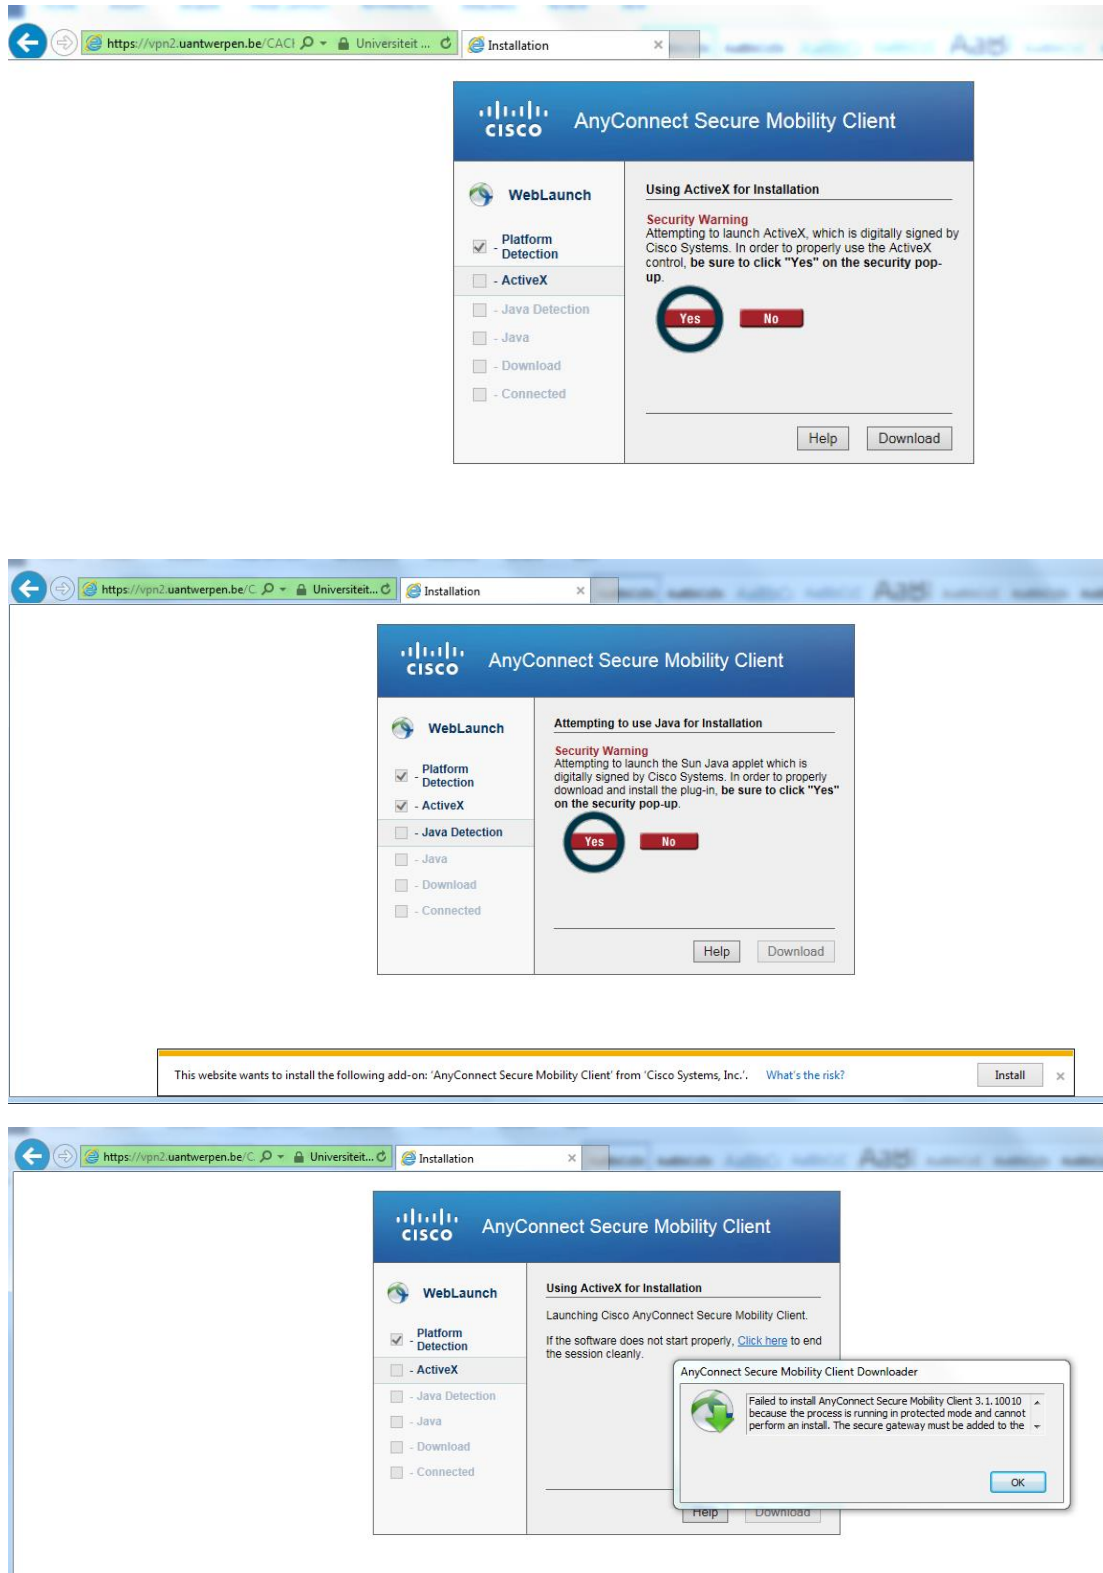 https://vpn2.uantwerpen.be/CACI
Universiteit ...
Installation
CISCO
AnyConnect Secure Mobility Client
WebLaunch
- Platform
Detection
- ActiveX
- Java Detection
- Java
- Download
- Connected
Using ActiveX for Installation
Security Warning
Attempting to launch ActiveX, which is digitally signed by
Cisco Systems. In order to properly use the ActiveX
control, be sure to click "Yes" on the security pop-
up.
Yes
No
Help
Download
https://vpn2.uantwerpen.be/C
Universiteit...
Installation
CISCO
AnyConnect Secure Mobility Client
WebLaunch
- Platform
Detection
- ActiveX
- Java Detection
- Java
- Download
- Connected
Attempting to use Java for Installation
Security Warning
Attempting to launch the Sun Java applet which is
digitally signed by Cisco Systems. In order to properly
download and install the plug-in, be sure to click "Yes"
on the security pop-up.
Yes
No
Help
Download
This website wants to install the following add-on: 'AnyConnect Secure Mobility Client' from 'Cisco Systems, Inc.'.
What's the risk?
Install
https://vpn2.uantwerpen.be/C
Universiteit...
Installation
CISCO
AnyConnect Secure Mobility Client
WebLaunch
- Platform
Detection
- ActiveX
- Java Detection
- Java
- Download
- Connected
Using ActiveX for Installation
Launching Cisco AnyConnect Secure Mobility Client.
If the software does not start properly, Click here to end
the session cleanly.
AnyConnect Secure Mobility Client Downloader
Failed to install AnyConnect Secure Mobility Client 3.1.10010
because the process is running in protected mode and cannot
perform an install. The secure gateway must be added to the
OK
Help
Download